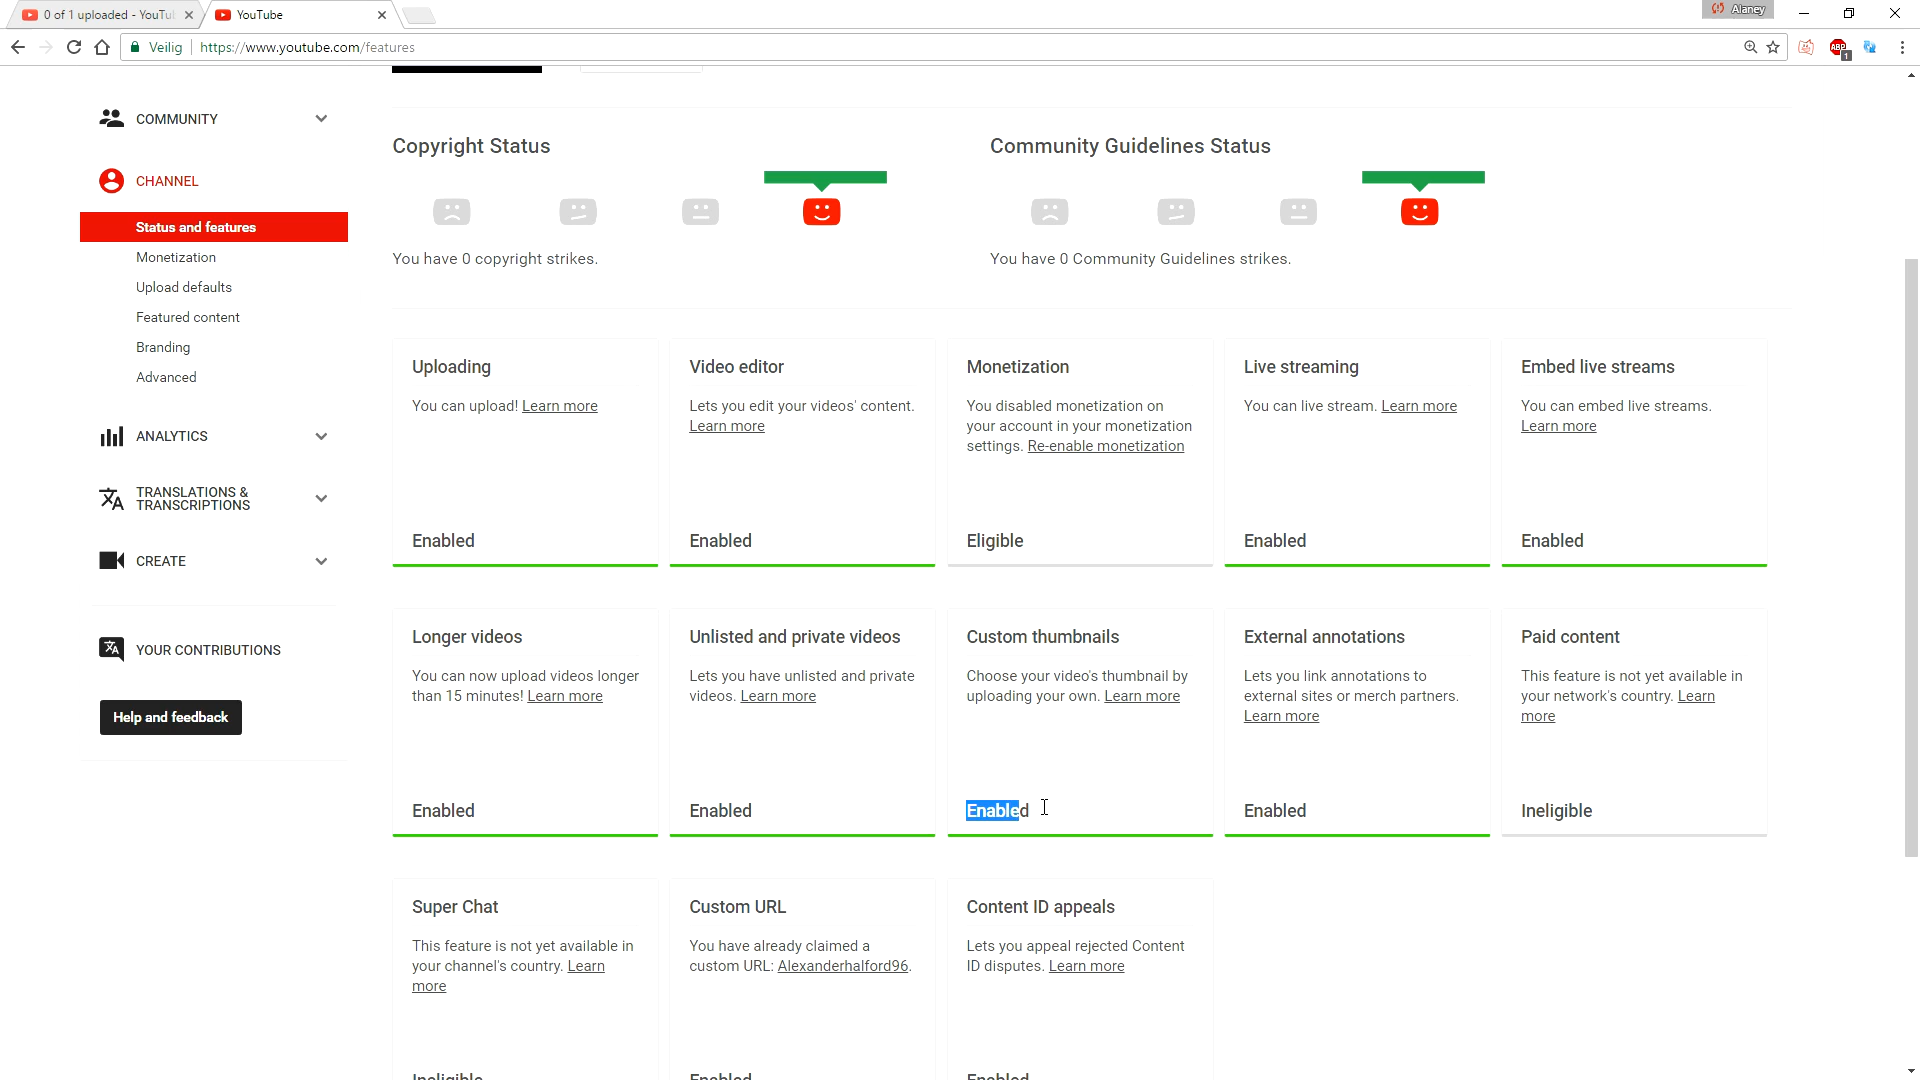 0 of 1 uploaded - YouTu
YouTube
Alaney
Veilig
https://www.youtube.com/features
ABP
1
COMMUNITY
CHANNEL
Status and features
Monetization
Upload defaults
Featured content
Branding
Advanced
ANALYTICS
TRANSLATIONS &
TRANSCRIPTIONS
CREATE
YOUR CONTRIBUTIONS
Help and feedback
Copyright Status
You have 0 copyright strikes.
Community Guidelines Status
You have 0 Community Guidelines strikes.
Uploading
You can upload! Learn more
Enabled
Video editor
Lets you edit your videos' content.
Learn more
Enabled
Monetization
You disabled monetization on
your account in your monetization
settings. Re-enable monetization
Eligible
Live streaming
You can live stream. Learn more
Enabled
Embed live streams
You can embed live streams.
Learn more
Enabled
Longer videos
You can now upload videos longer
than 15 minutes! Learn more
Enabled
Unlisted and private videos
Lets you have unlisted and private
videos. Learn more
Enabled
Custom thumbnails
Choose your video's thumbnail by
uploading your own. Learn more
Enabled
External annotations
Lets you link annotations to
external sites or merch partners.
Learn more
Enabled
Paid content
This feature is not yet available in
your network's country. Learn
more
Ineligible
Super Chat
This feature is not yet available in
your channel's country. Learn
more
Ineligible
Custom URL
You have already claimed a
custom URL: Alexanderhalford96.
Enabled
Content ID appeals
Lets you appeal rejected Content
ID disputes. Learn more
Enabled